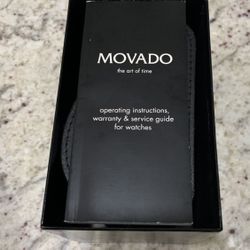 MOVADO
the art of time
operating instructions,
warranty & service guide
for watches